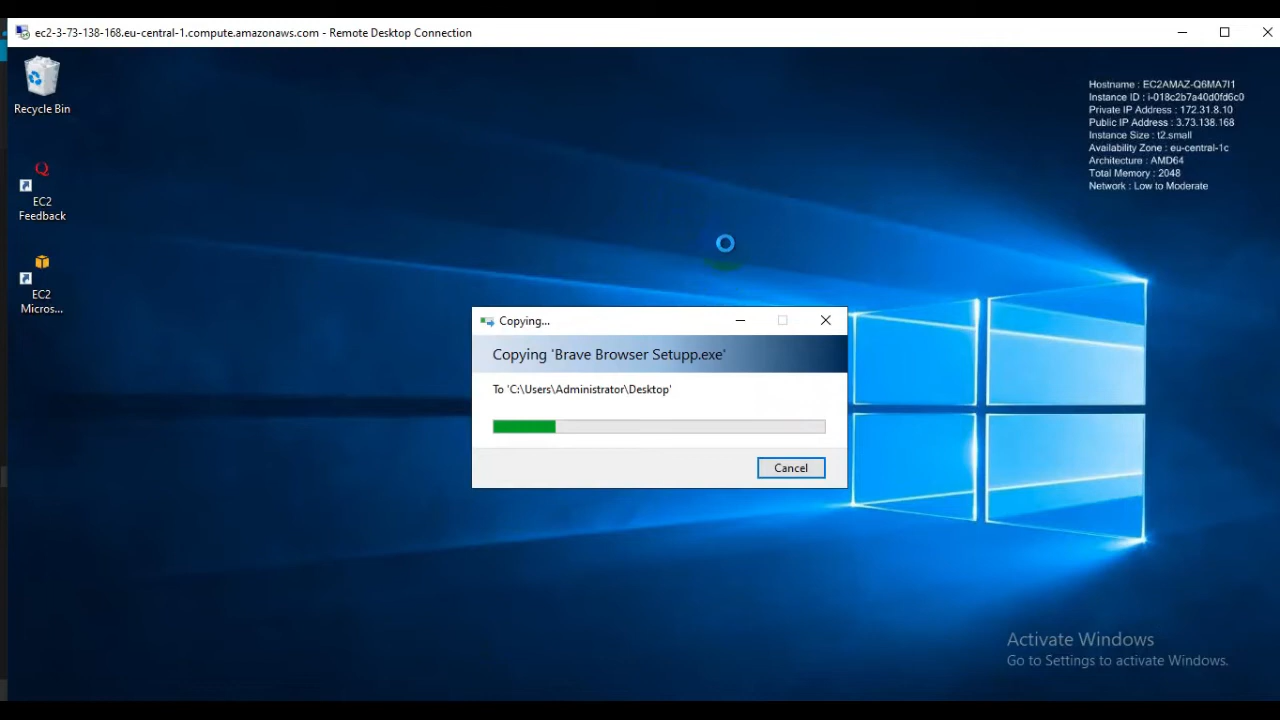 ec2-3-73-138-168.eu-central-1.compute.amazonaws.com - Remote Desktop Connection
Recycle Bin
EC2
Feedback
EC2
Micros...
Hostname : EC2AMAZ-Q6MA7I1
Instance ID : i-018c2b7a40d0fd6c0
Private IP Address : 172.31.8.10
Public IP Address : 3.73.138.168
Instance Size : t2.small
Availability Zone : eu-central-1c
Architecture : AMD64
Total Memory : 2048
Network : Low to Moderate
Copying...
Copying 'Brave Browser Setupp.exe'
To 'C:\Users\Administrator\Desktop'
Cancel
Activate Windows
Go to Settings to activate Windows.